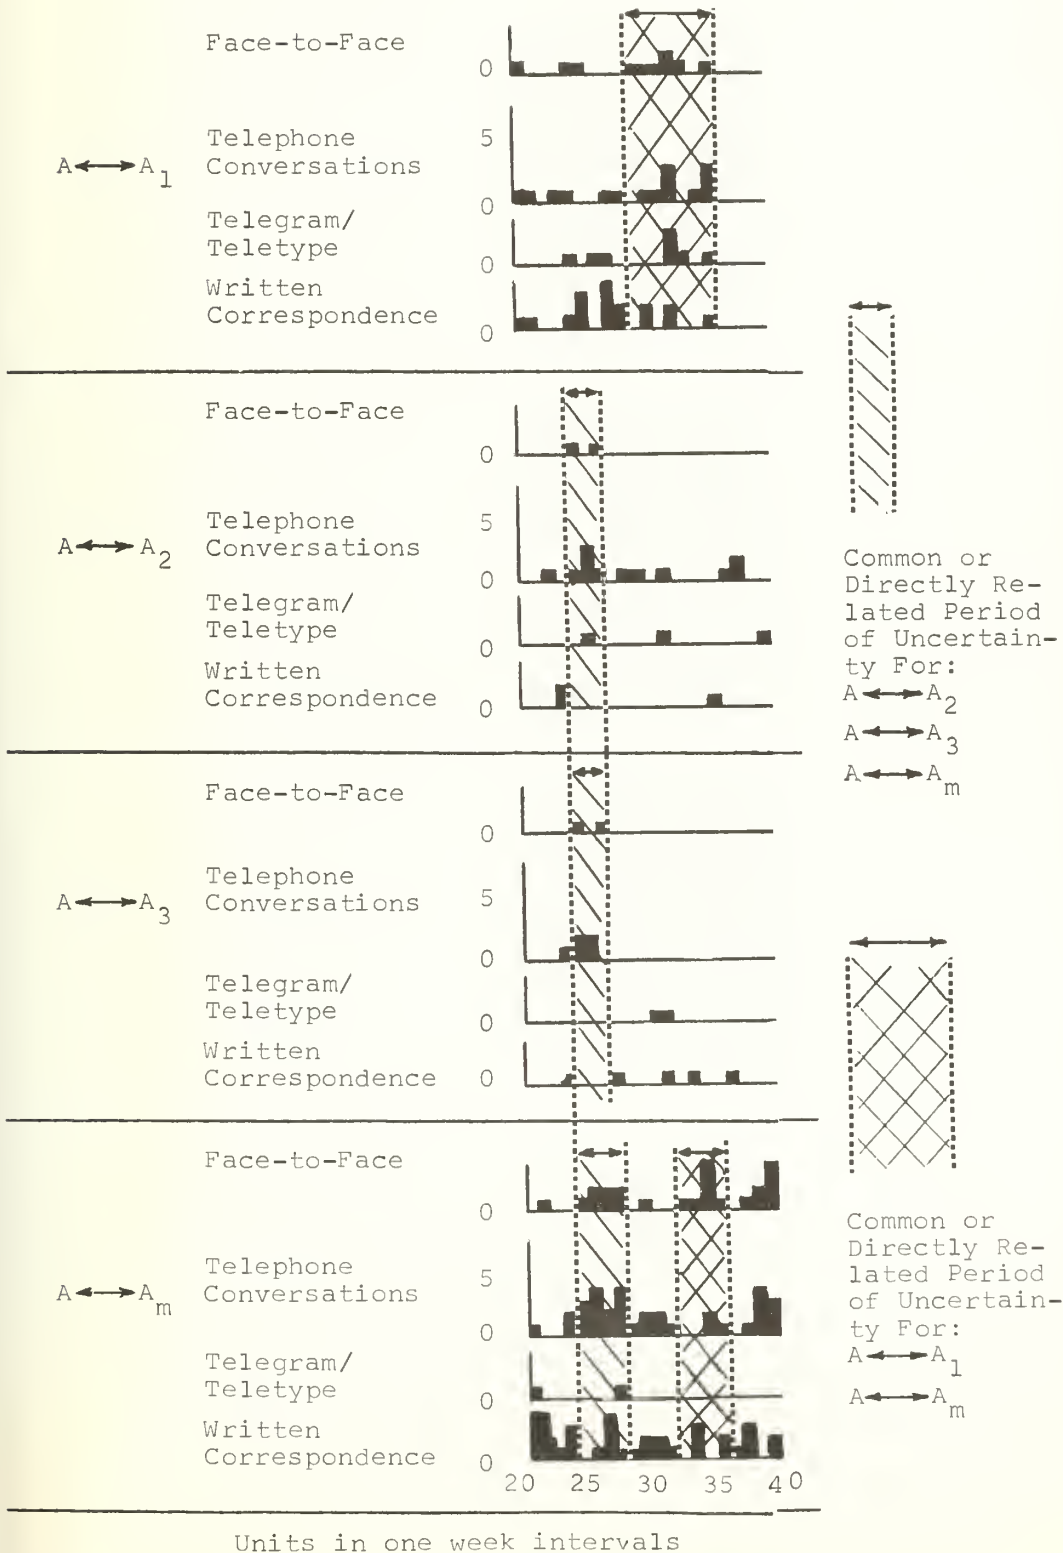 Face-to-Face
0
Telephone
Conversations
5
0
A⟷A1
Telegram/
Teletype
0
Written
Correspondence
0
Face-to-Face
0
Telephone
Conversations
5
0
A⟷A2
Telegram/
Teletype
0
Written
Correspondence
0
Face-to-Face
0
Telephone
Conversations
5
0
A⟷A3
Telegram/
Teletype
0
Written
Correspondence
0
Face-to-Face
0
Telephone
Conversations
5
0
A⟷Am
Telegram/
Teletype
0
Written
Correspondence
0
20 25 30 35 40
Units in one week intervals
Common or
Directly Re-
lated Period
of Uncertain-
ty For:
A⟷A2
A⟷A3
A⟷Am
Common or
Directly Re-
lated Period
of Uncertain-
ty For:
A⟷A1
A⟷Am